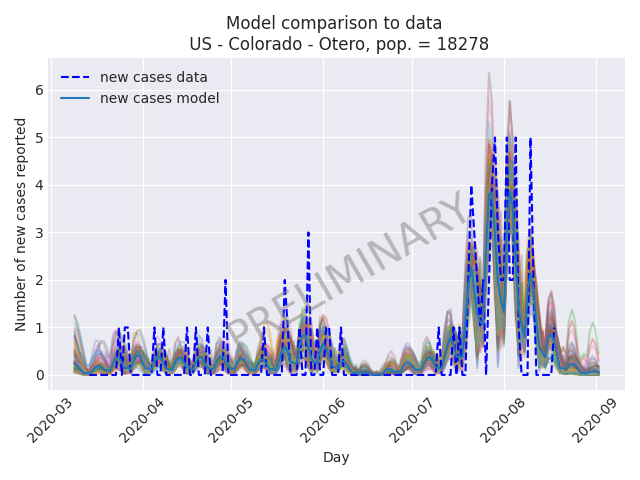 Model comparison to data
US - Colorado - Otero, pop. = 18278
new cases data
new cases model
PRELIMINARY
Number of new cases reported
6
5
4
3
2
1
0
2020-03
2020-04
2020-05
2020-06
2020-07
2020-08
2020-09
Day